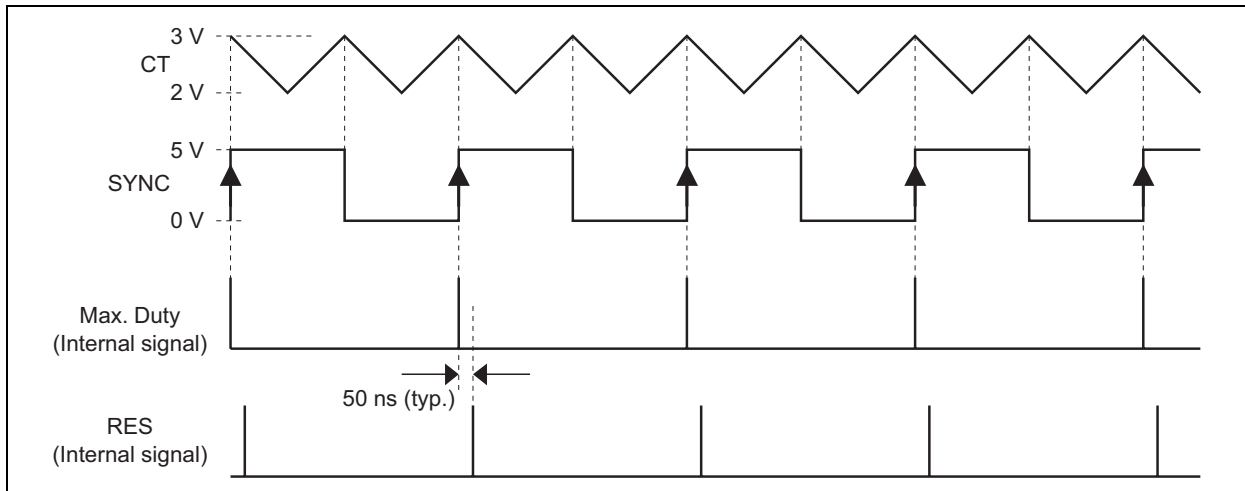 3 V
CT
2 V
5 V
SYNC
0 V
Max. Duty
(Internal signal)
50 ns (typ.)
RES
(Internal signal)